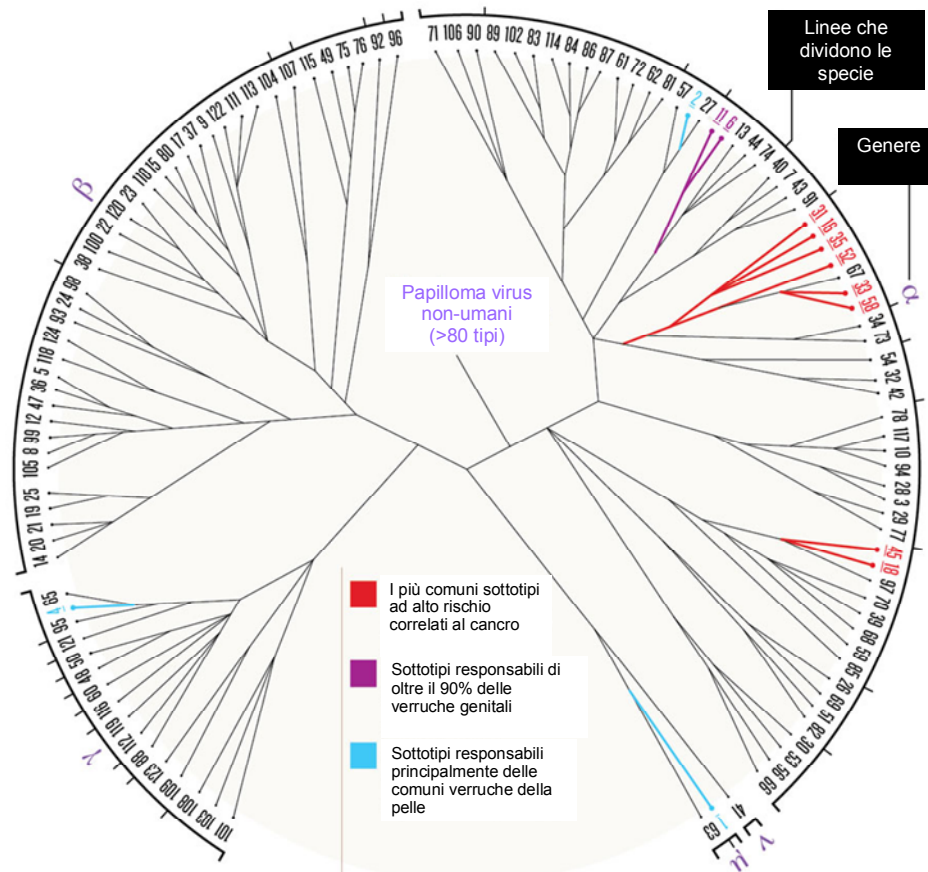 14 20 21 19 25 105 8 99 12 47 36 5 118 124 93 24 98 38 100 22 120 23 110 15 80 17 37 9 122 111 113 104 107 115 49 75 76 92 96
β
71 106 90 89 102 83 114 84 86 87 61 72 62 81 57 2 27 11 6 13 44 74 40 7 43 91 31 16 35 52 67 33 58 34 73 54 32 42 78 117 10 94 28 3 29 77 45 18 97 70 39 68 59 85 26 69 51 82 30 53 56 66
α
Linee che
dividono le
specie
Genere
Papilloma virus
non-umani
(>80 tipi)
41
ν
1 63
μ
101 103 108 109 123 88 112 119 116 60 48 50 121 95 4 65
γ
I più comuni sottotipi
ad alto rischio
correlati al cancro
Sottotipi responsabili di
oltre il 90% delle
verruche genitali
Sottotipi responsabili
principalmente delle
comuni verruche della
pelle